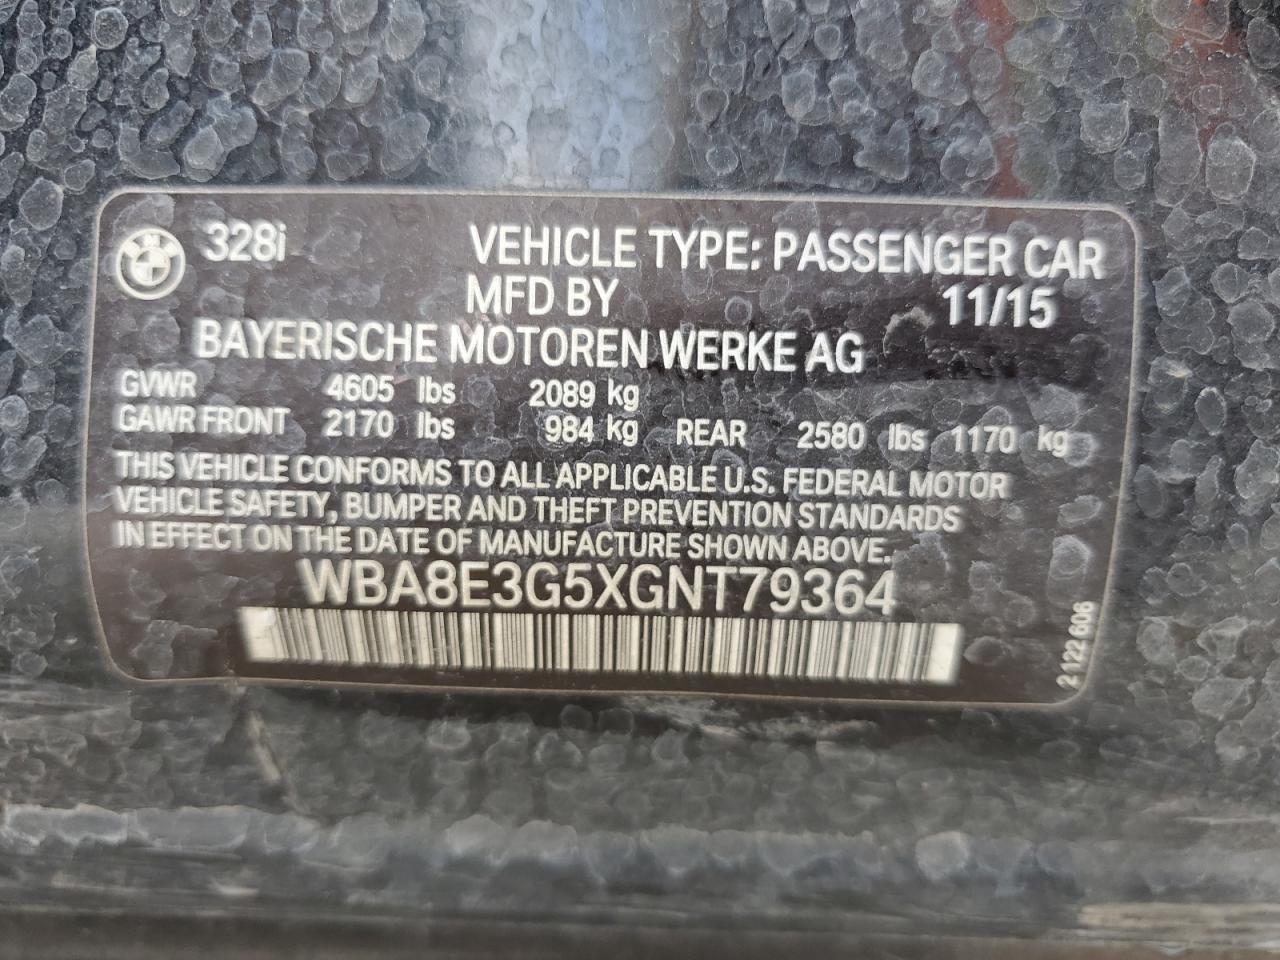 328i VEHICLE TYPE: PASSENGER CAR
MFD BY 11/15
BAYERISCHE MOTOREN WERKE AG
GVWR 4605 lbs 2089 kg
GAWR FRONT 2170 lbs 984 kg REAR 2580 lbs 1170 kg
THIS VEHICLE CONFORMS TO ALL APPLICABLE U.S. FEDERAL MOTOR
VEHICLE SAFETY, BUMPER AND THEFT PREVENTION STANDARDS
IN EFFECT ON THE DATE OF MANUFACTURE SHOWN ABOVE.
WBA8E3G5XGNT79364
2122 606